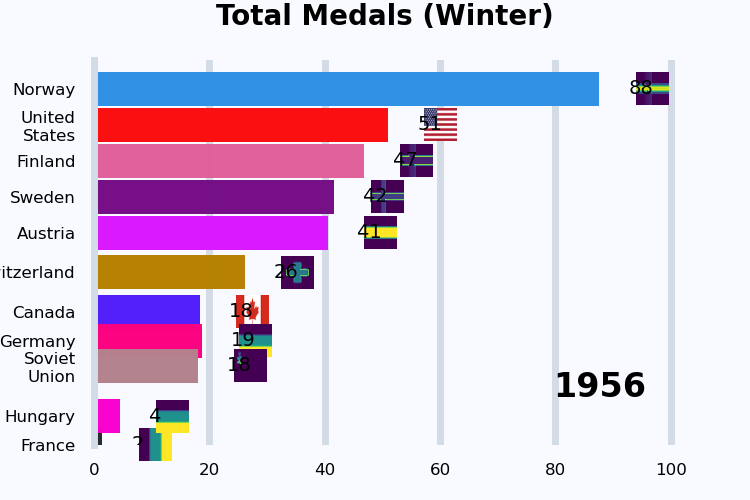 Total Medals (Winter)
Norway 88
United
States 51
Finland 47
Sweden 42
Austria 41
itzerland 26
Canada 18
Germany 19
Soviet
Union 18
1956
Hungary 4
France
0 20 40 60 80 100